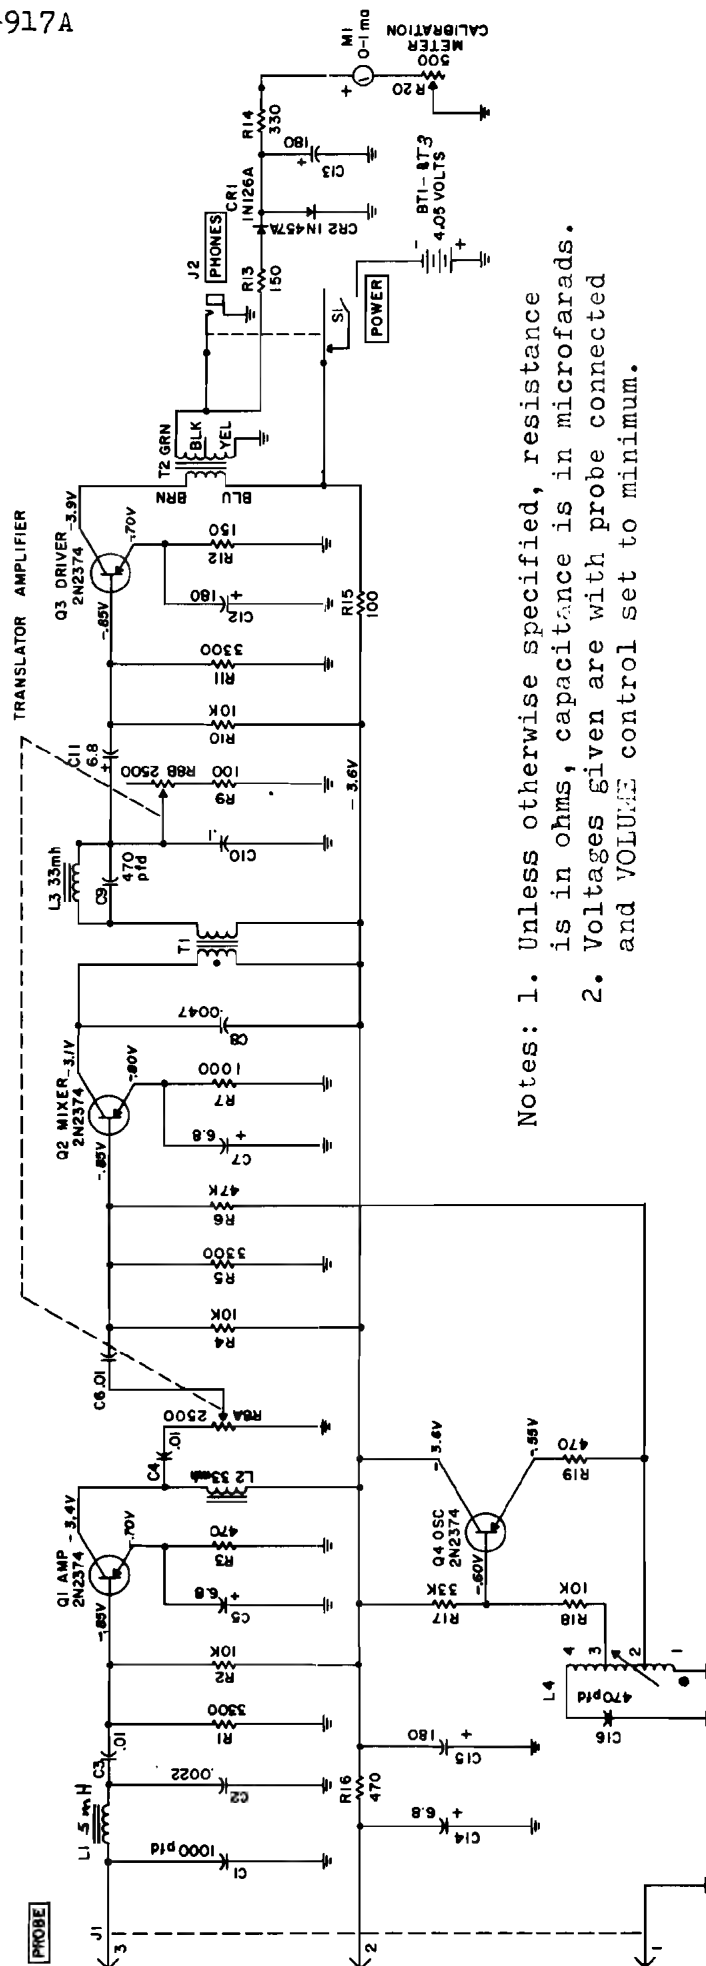 -917A
TRANSLATOR AMPLIFIER
PROBE
J1
3
2
1
L1 .5 mH
C1
1000 pfd
C2
.0022
C3
.01
R1
3300
R2
10K
Q1 AMP
2N2374
-3.4V
-.85V
-.70V
C5
6.8
+
R3
470
L2 33mh
C4
.01
R8A
2500
C6 .01
R4
10K
R5
3300
R6
47K
Q2 MIXER
2N2374
-3.1V
-.85V
-.80V
C7
6.8
+
R7
1000
C8
.0047
T1
L3 33mh
C9
470
pfd
C10
.1
R8B 2500
R9
100
C11
6.8
+
R10
10K
R11
3300
Q3 DRIVER
2N2374
-3.9V
-.85V
-.70V
C12
180
+
R12
150
T2
GRN
BLK
YEL
BRN
BLU
J2
PHONES
R13
150
CR1
1N126A
CR2 1N457A
C13
180
+
R14
330
M1
0-1 ma
+
R20
500
METER
CALIBRATION
S1
POWER
BT1-BT3
4.05 VOLTS
-
+
R15
100
-3.6V
R16
470
C14
6.8
+
C15
180
+
R17
33K
R18
10K
Q4 OSC
2N2374
-3.6V
-.60V
-.55V
R19
470
L4
4
3
2
1
C16
470pfd
Notes: 1. Unless otherwise specified, resistance
is in ohms, capacitance is in microfarads.
2. Voltages given are with probe connected
and VOLUME control set to minimum.